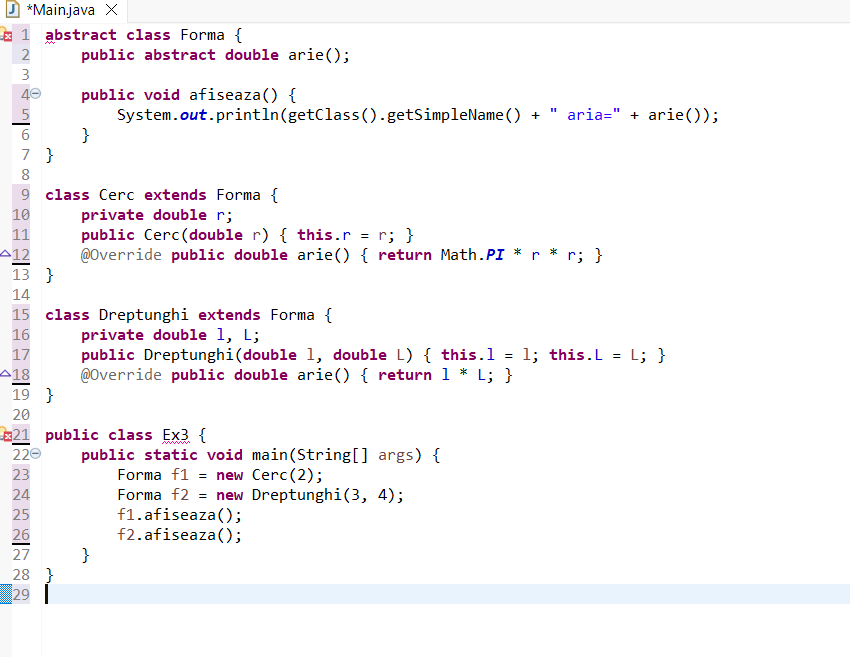 *Main.java
1 abstract class Forma {
2     public abstract double arie();
3
4     public void afiseaza() {
5         System.out.println(getClass().getSimpleName() + " aria=" + arie());
6     }
7 }
8
9 class Cerc extends Forma {
10     private double r;
11     public Cerc(double r) { this.r = r; }
12     @Override public double arie() { return Math.PI * r * r; }
13 }
14
15 class Dreptunghi extends Forma {
16     private double l, L;
17     public Dreptunghi(double l, double L) { this.l = l; this.L = L; }
18     @Override public double arie() { return l * L; }
19 }
20
21 public class Ex3 {
22     public static void main(String[] args) {
23         Forma f1 = new Cerc(2);
24         Forma f2 = new Dreptunghi(3, 4);
25         f1.afiseaza();
26         f2.afiseaza();
27     }
28 }
29